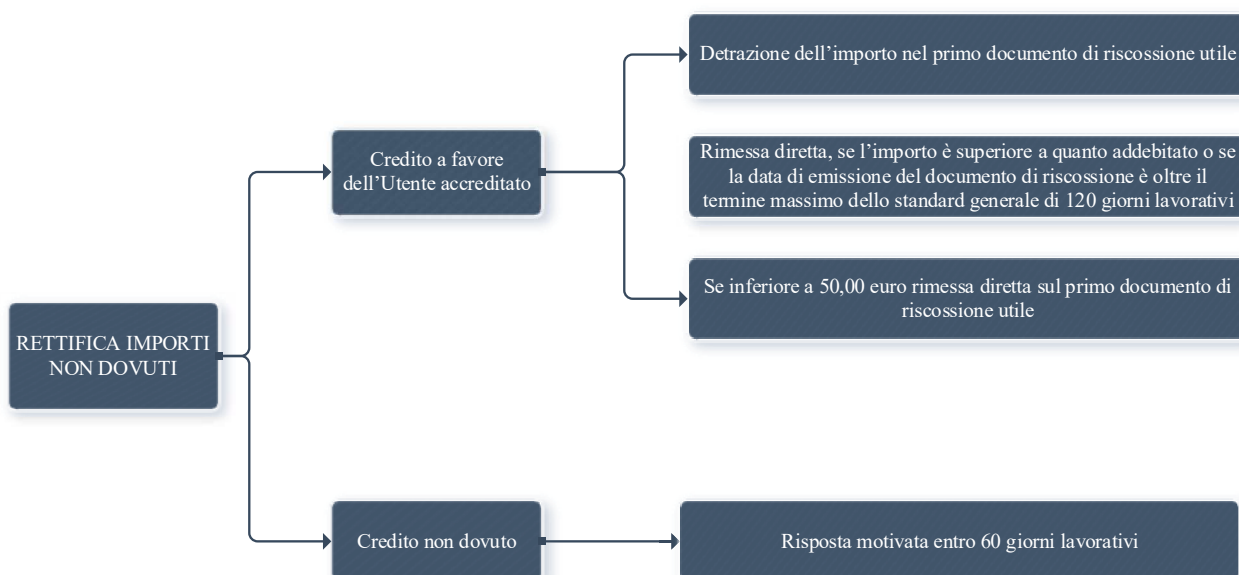 Detrazione dell’importo nel primo documento di riscossione utile
Credito a favore
dell’Utente accreditato
Rimessa diretta, se l’importo è superiore a quanto addebitato o se
la data di emissione del documento di riscossione è oltre il
termine massimo dello standard generale di 120 giorni lavorativi
Se inferiore a 50,00 euro rimessa diretta sul primo documento di
riscossione utile
RETTIFICA IMPORTI
NON DOVUTI
Credito non dovuto
Risposta motivata entro 60 giorni lavorativi